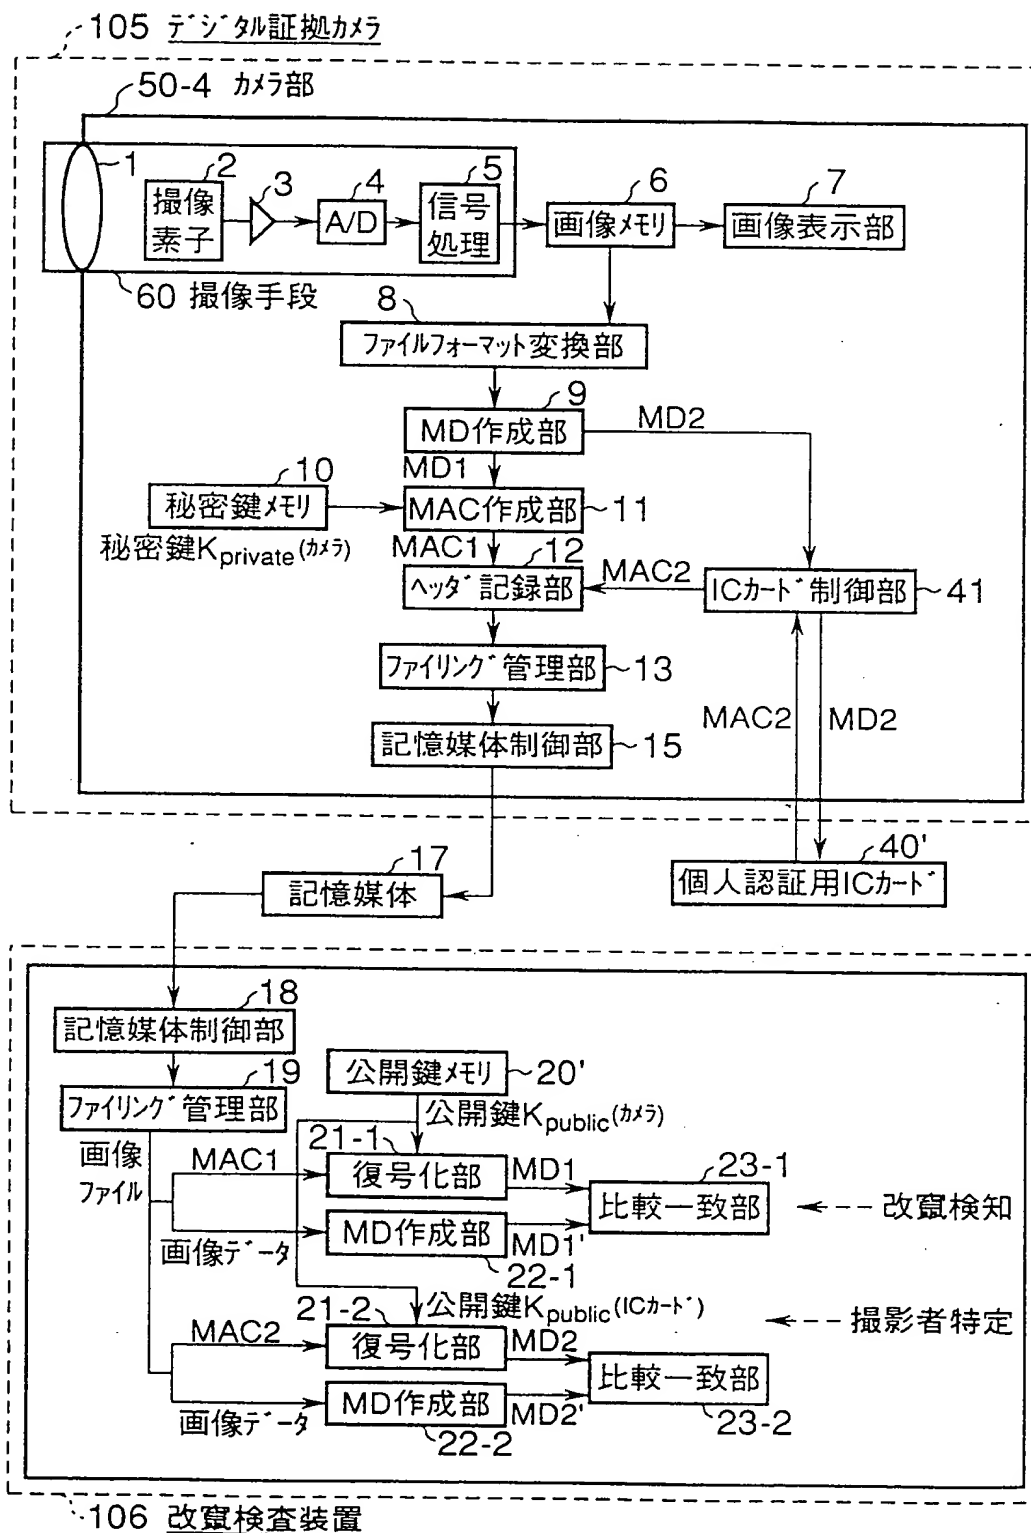 105 デジタル証拠カメラ
50-4 カメラ部
1
2
撮像
素子
3
4
A/D
5
信号
処理
6
画像メモリ
7
画像表示部
60 撮像手段
8
ファイルフォーマット変換部
9
MD作成部
MD2
MD1
10
秘密鍵メモリ
秘密鍵Kprivate(カメラ)
MAC作成部
11
MAC1
12
ヘッダ記録部
MAC2
ICカード制御部
41
ファイリング管理部
13
記憶媒体制御部
15
MAC2
MD2
17
記憶媒体
40'
個人認証用ICカード
18
記憶媒体制御部
19
ファイリング管理部
公開鍵メモリ
20'
公開鍵Kpublic(カメラ)
画像
ファイル
MAC1
21-1
復号化部
MD1
23-1
比較一致部
改竄検知
画像データ
MD作成部
MD1'
22-1
公開鍵Kpublic(ICカード)
21-2
撮影者特定
MAC2
復号化部
MD2
比較一致部
画像データ
MD作成部
MD2'
22-2
23-2
106 改竄検査装置